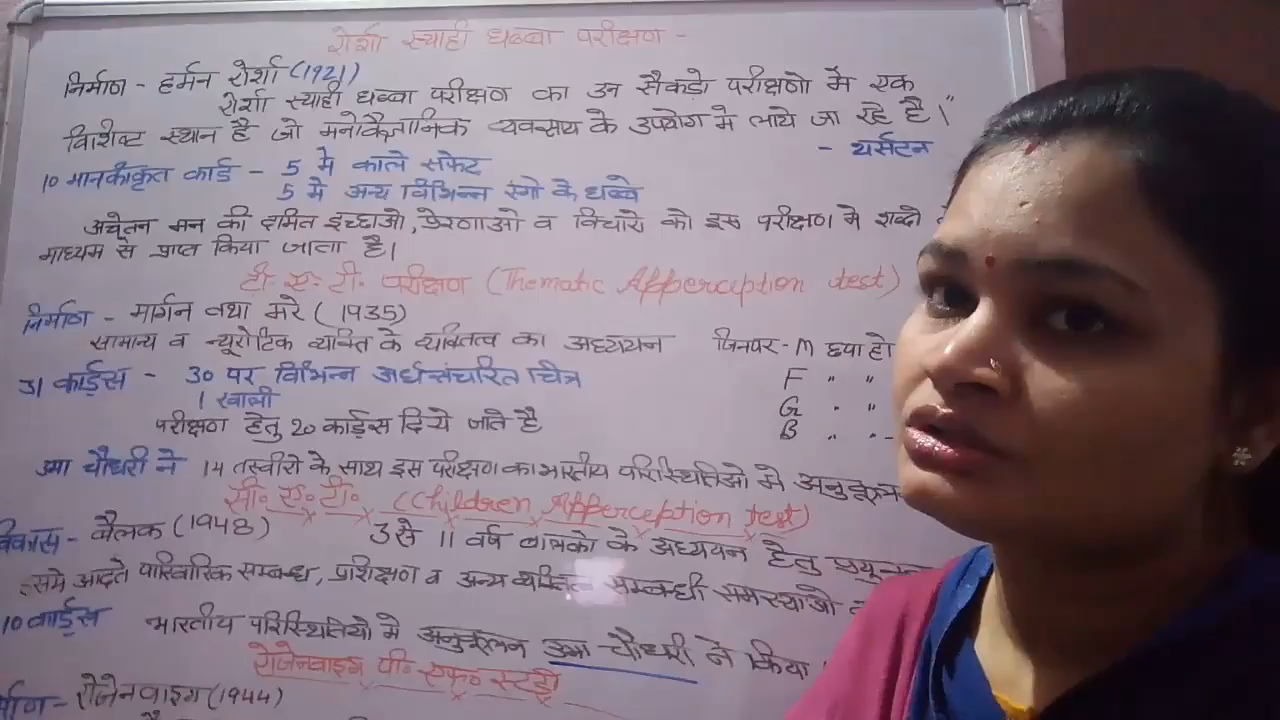 रोर्शा स्याही धब्बा परीक्षण -
निर्माण - हर्मन रोर्शा (1921)
रोर्शा स्याही धब्बा परीक्षण का उन सैकडो परीक्षणो में एक
विशिष्ट स्थान है जो मनोवैज्ञानिक व्यवसाय के उपयोग मे लाये जा रहे है।"
- थर्सटन
10 मानकीकृत कार्ड - 5 मे काले सफेद
5 मे अन्य विभिन्न रंगो के धब्बे
अचेतन मन की दमित इच्छाओ, प्रेरणाओ व विचारो को इस परीक्षण मे शब्दो
माध्यम से प्राप्त किया जाता है।
टी. ए. टी. परीक्षण (Thematic Apperception test)
निर्माण - मार्गन तथा मरे (1935)
सामान्य व न्यूरोटिक व्यक्ति के व्यक्तित्व का अध्ययन जिनपर - M छपा हो
31 कार्ड्स - 30 पर विभिन्न अर्धसंचरित चित्र F " "
1 खाली G " "
परीक्षण हेतु 20 कार्ड्स दिये जाते है B " "
उमा चौधरी ने 14 तस्वीरो के साथ इस परीक्षण का भारतीय परिस्थितिओ मे
सी. ए. टी. (Children Apperception test)
विकास - बैलक (1948) 3 से 11 वर्ष बालको के अध्ययन हेतु
आदते पारिवारिक सम्बन्ध, प्रशिक्षण व अन्य व्यक्तित्व सम्बन्धी समस्याओ
10 कार्ड्स भारतीय परिस्थितियो मे अनुकूलन उमा चौधरी ने किया
रोजेनवाइग पी. एफ. स्टडी
रोजेनवाइग (1944)